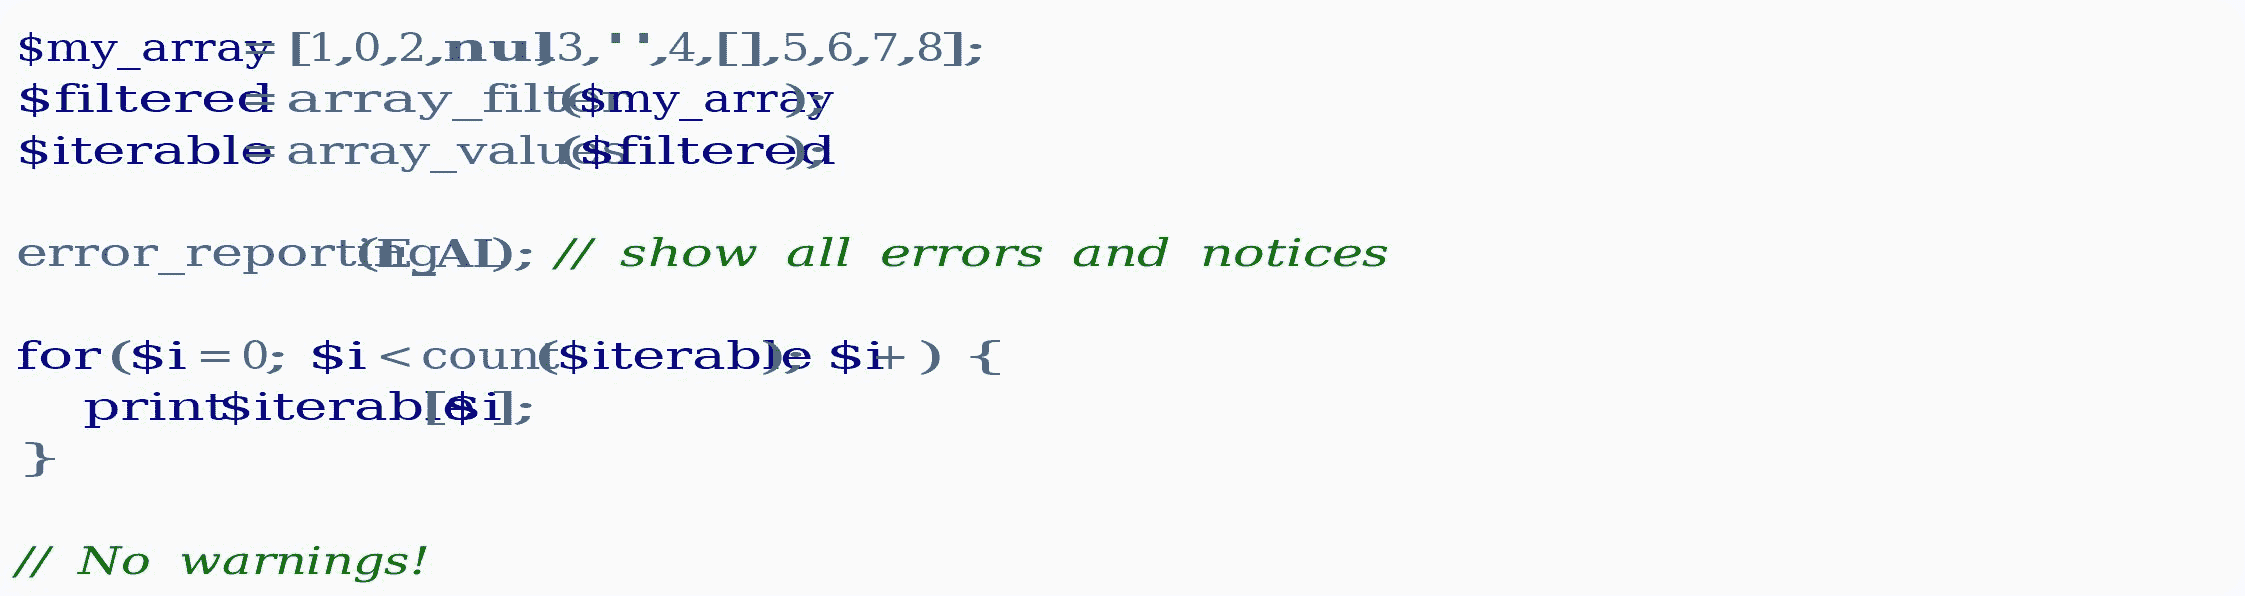 $my_array = [1,0,2,null,3,'',4,[],5,6,7,8];
$filtered = array_filter($my_array);
$iterable = array_values($filtered);
error_reporting(E_ALL); // show all errors and notices
for ($i = 0; $i < count($iterable); $i++) {
print $iterable[$i];
}
// No warnings!